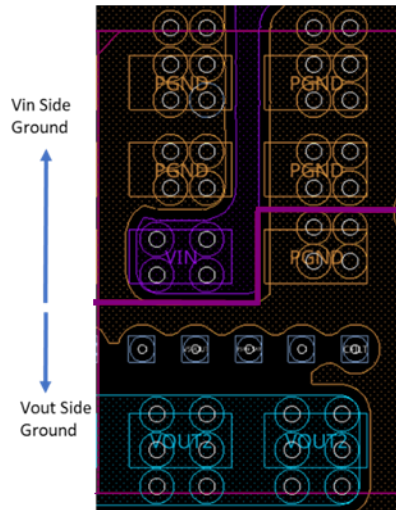 PGND
PGND
Vin Side
Ground
PGND
PGND
VIN
PGND
Vout Side
Ground
VOUT2
VOUT2